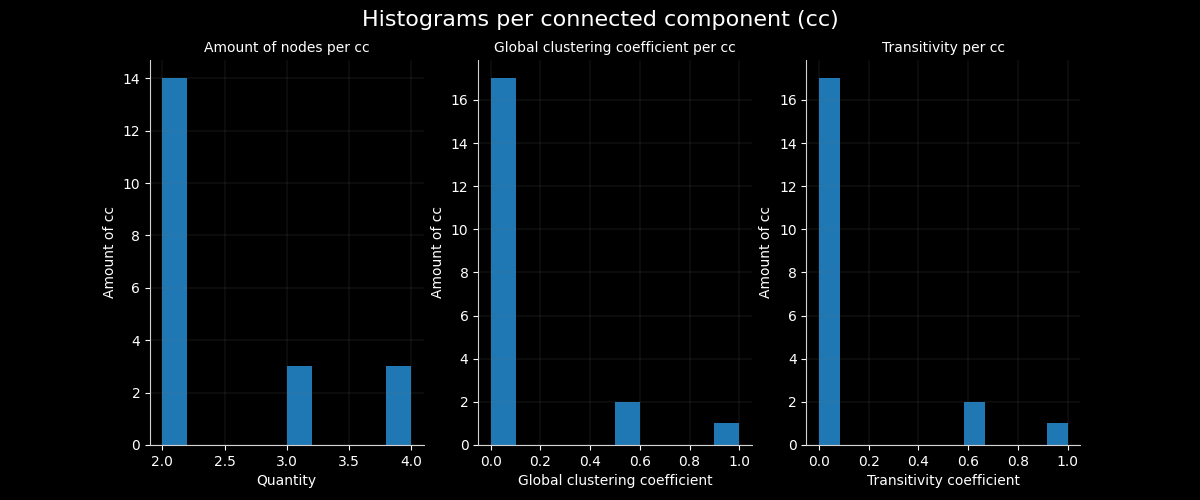 Histograms per connected component (cc)
Amount of nodes per cc
Global clustering coefficient per cc
Transitivity per cc
Amount of cc
14
12
10
8
6
4
2
0
2.0 2.5 3.0 3.5 4.0
Quantity
Amount of cc
16
14
12
10
8
6
4
2
0
0.0 0.2 0.4 0.6 0.8 1.0
Global clustering coefficient
Amount of cc
16
14
12
10
8
6
4
2
0
0.0 0.2 0.4 0.6 0.8 1.0
Transitivity coefficient